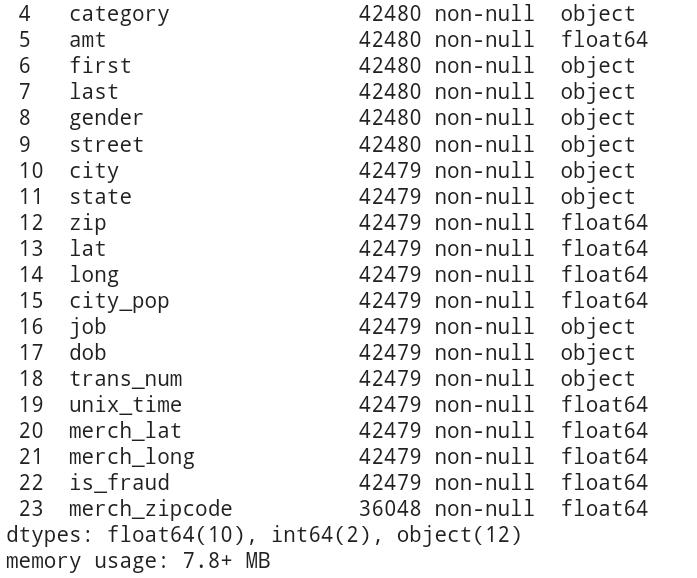 4 category 42480 non-null object
5 amt 42480 non-null float64
6 first 42480 non-null object
7 last 42480 non-null object
8 gender 42480 non-null object
9 street 42480 non-null object
10 city 42479 non-null object
11 state 42479 non-null object
12 zip 42479 non-null float64
13 lat 42479 non-null float64
14 long 42479 non-null float64
15 city_pop 42479 non-null float64
16 job 42479 non-null object
17 dob 42479 non-null object
18 trans_num 42479 non-null object
19 unix_time 42479 non-null float64
20 merch_lat 42479 non-null float64
21 merch_long 42479 non-null float64
22 is_fraud 42479 non-null float64
23 merch_zipcode 36048 non-null float64
dtypes: float64(10), int64(2), object(12)
memory usage: 7.8+ MB